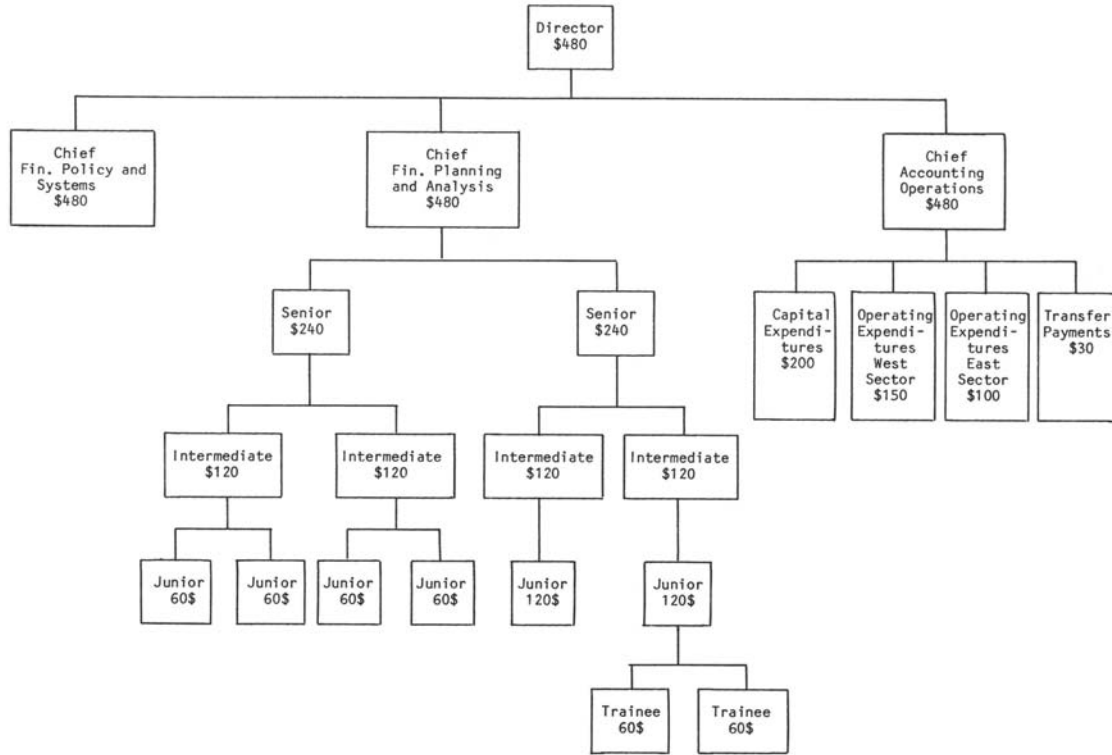 Director
$480
Chief
Fin. Policy and
Systems
$480
Chief
Fin. Planning
and Analysis
$480
Chief
Accounting
Operations
$480
Senior
$240
Senior
$240
Capital
Expendi-
tures
$200
Operating
Expendi-
tures
West
Sector
$150
Operating
Expendi-
tures
East
Sector
$100
Transfer
Payments
$30
Intermediate
$120
Intermediate
$120
Intermediate
$120
Intermediate
$120
Junior
60$
Junior
60$
Junior
60$
Junior
60$
Junior
120$
Junior
120$
Trainee
60$
Trainee
60$